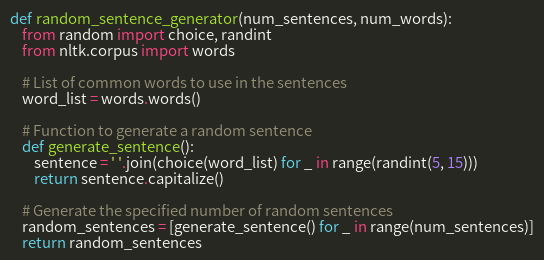 def random_sentence_generator(num_sentences, num_words):
    from random import choice, randint
    from nltk.corpus import words

    # List of common words to use in the sentences
    word_list = words.words()

    # Function to generate a random sentence
    def generate_sentence():
        sentence = ' '.join(choice(word_list) for _ in range(randint(5, 15)))
        return sentence.capitalize()

    # Generate the specified number of random sentences
    random_sentences = [generate_sentence() for _ in range(num_sentences)]
    return random_sentences